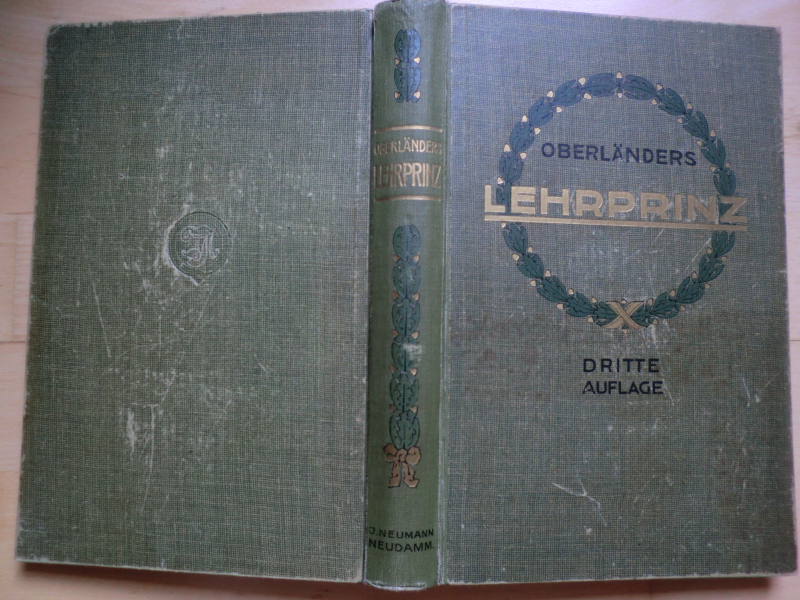 OBERLÄNDERS
LEHRPRINZ
J. NEUMANN
NEUDAMM.
OBERLÄNDERS
LEHRPRINZ
DRITTE
AUFLAGE